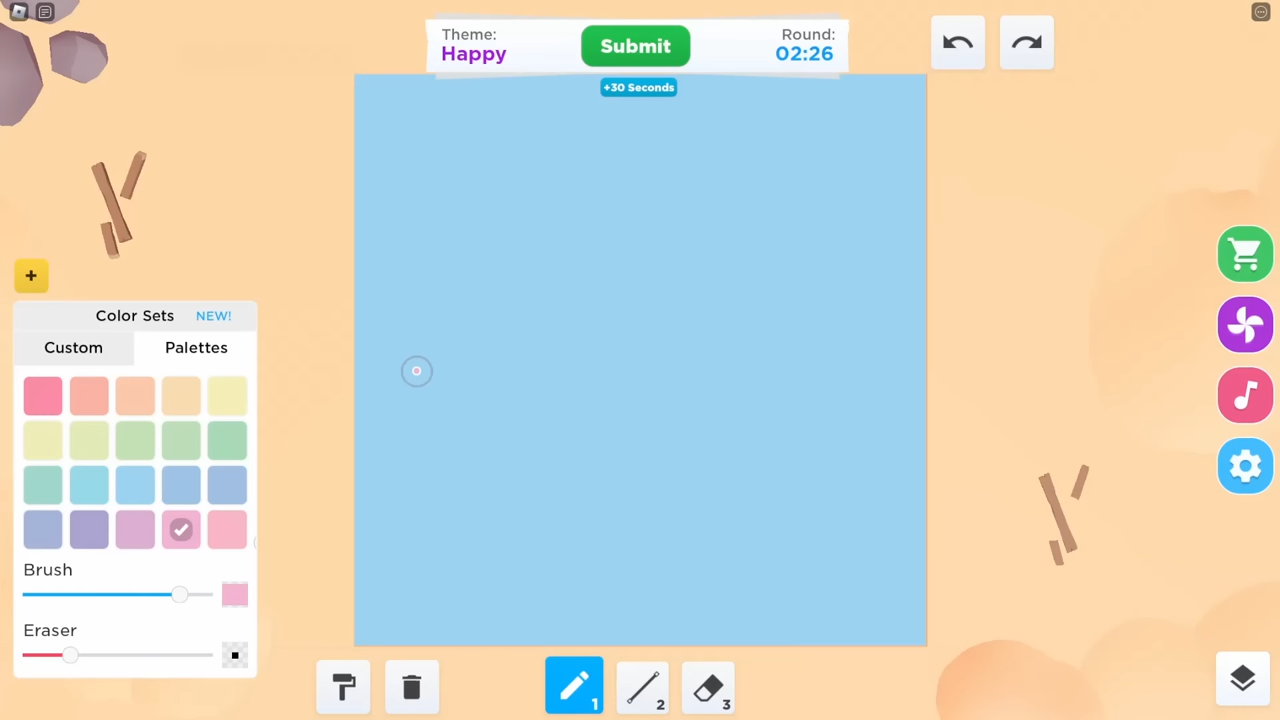 Theme:
Happy
Submit
Round:
02:26
+30 Seconds
+
Color Sets NEW!
Custom Palettes
Brush
Eraser
1
2
3